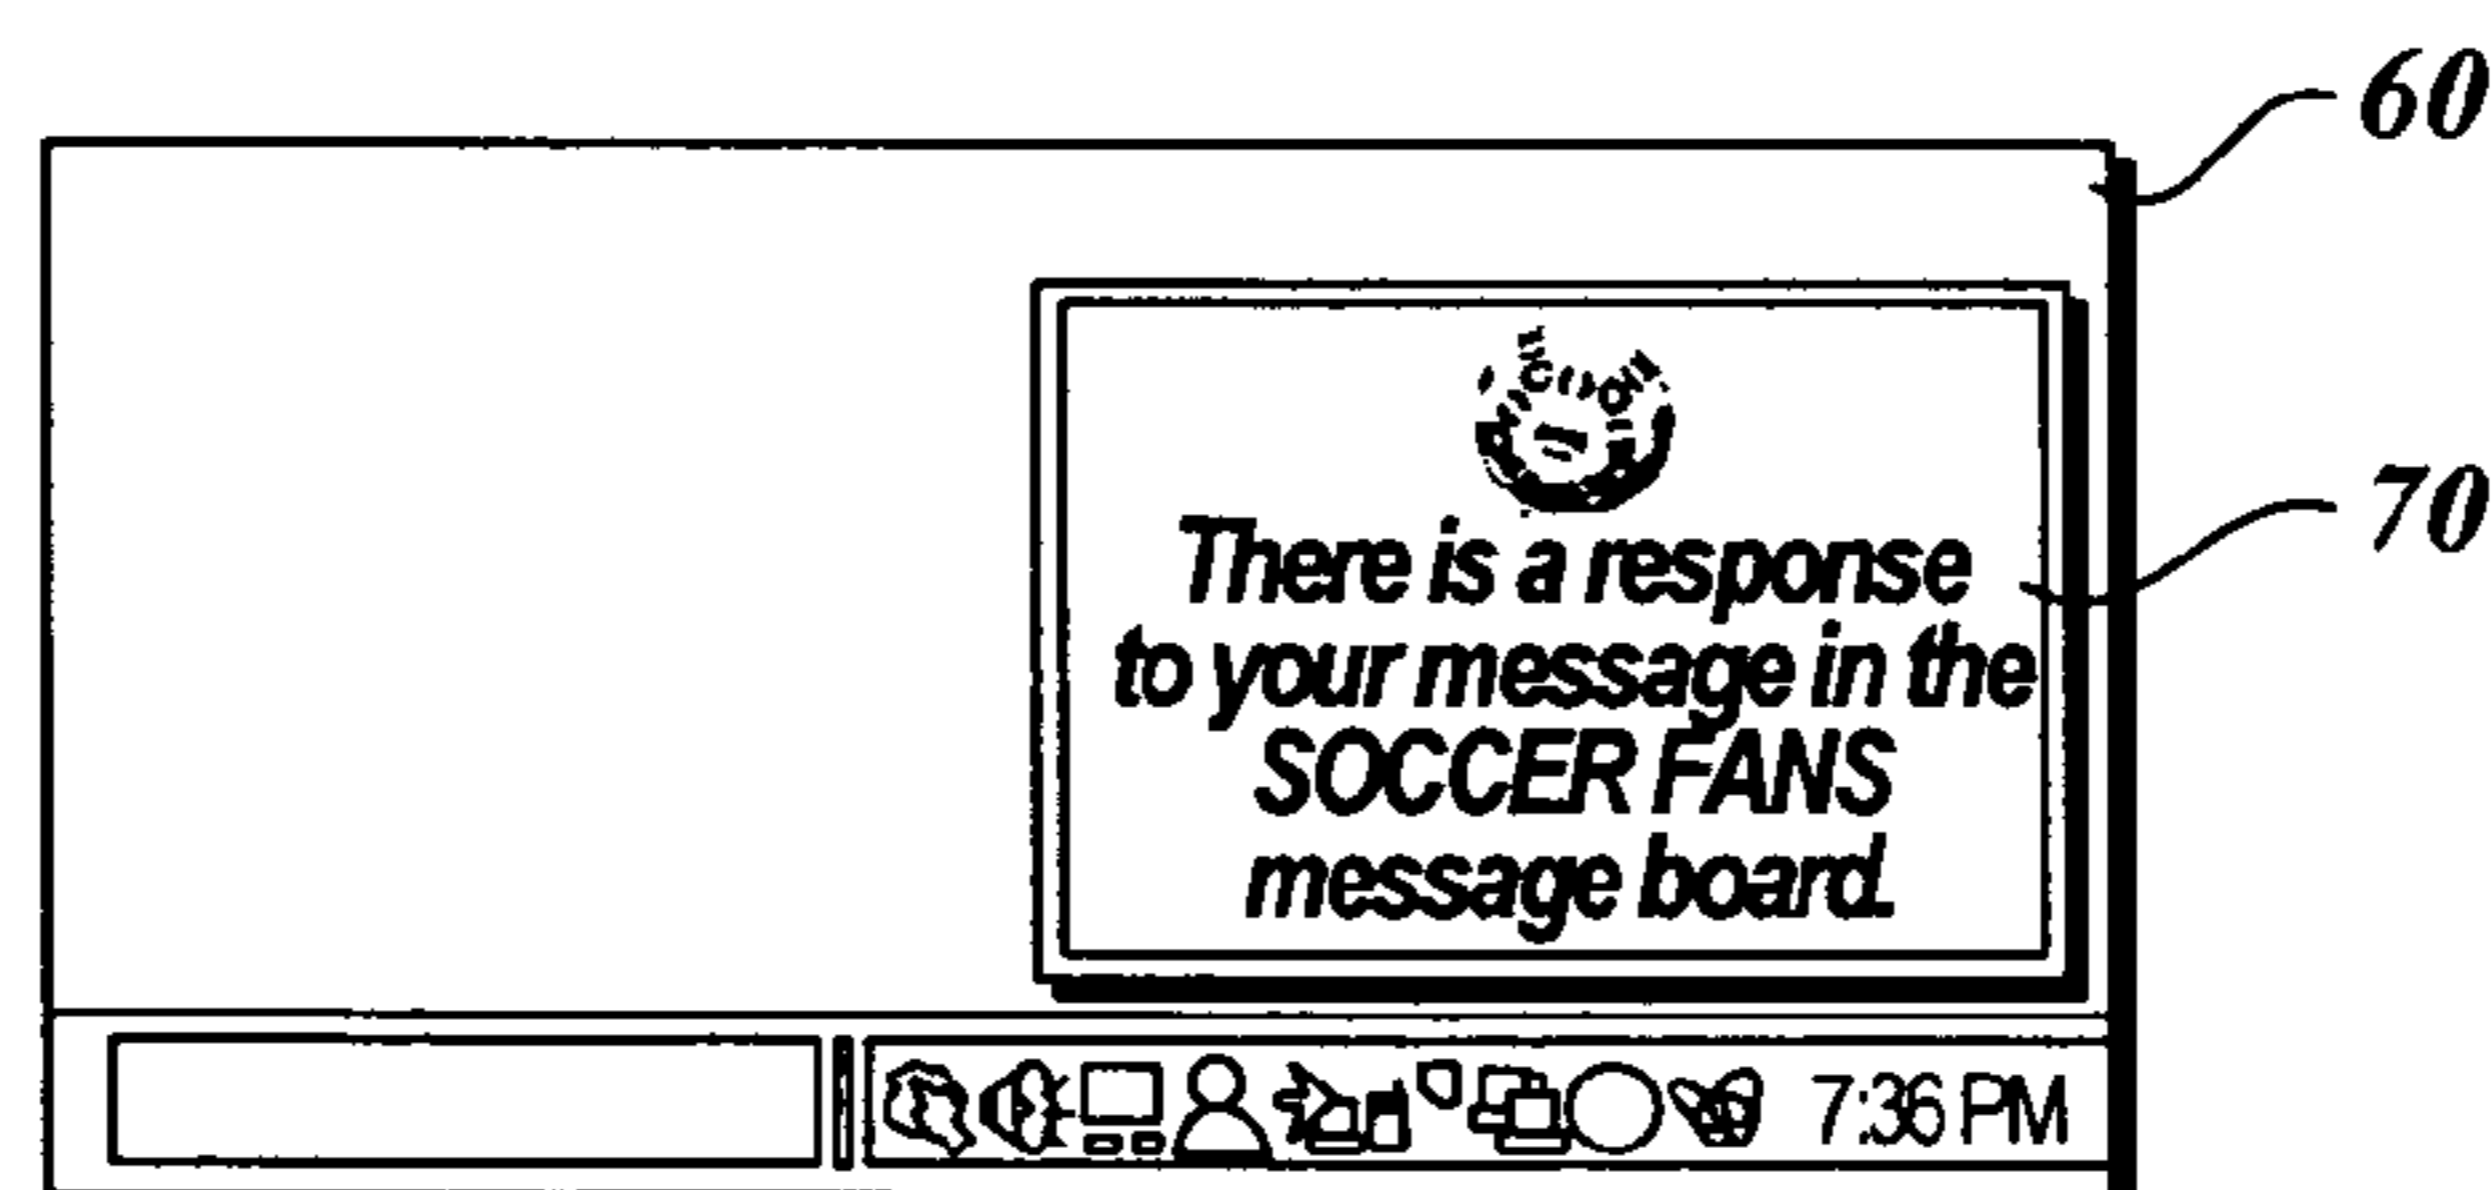 60
70
There is a response
to your message in the
SOCCER FANS
message board.
7:36 PM